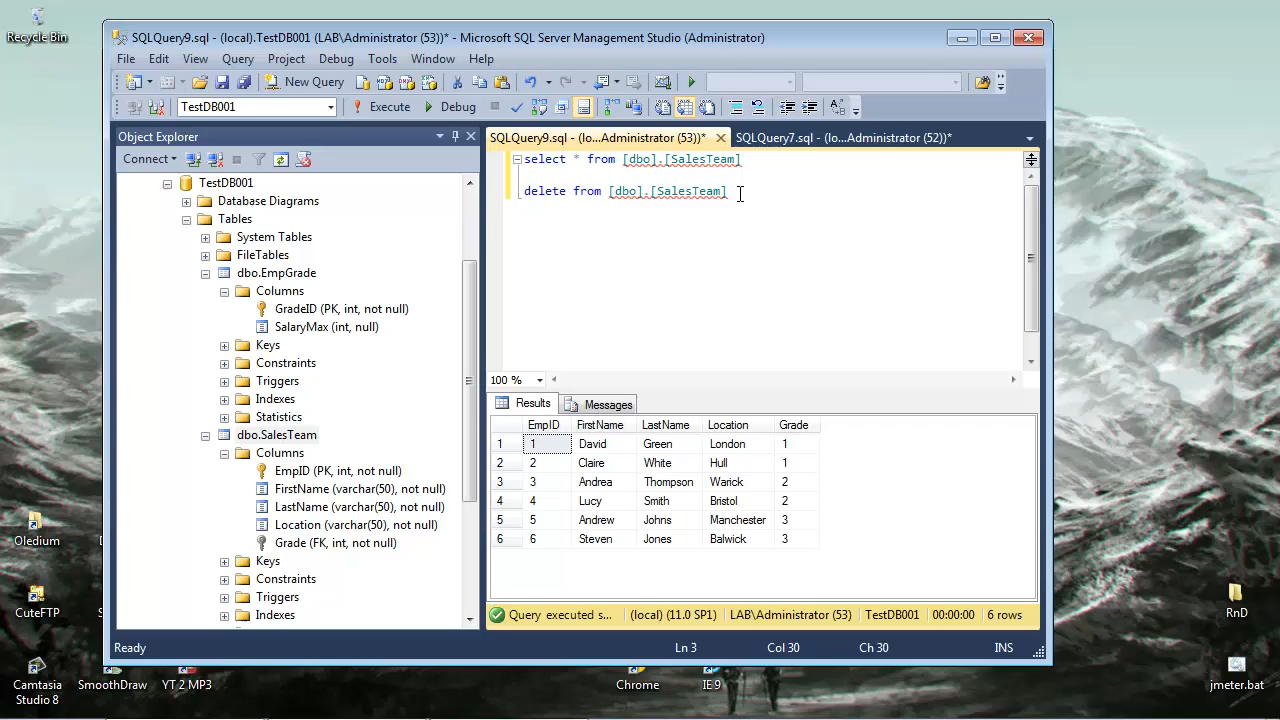 Recycle Bin
SQLQuery9.sql - (local).TestDB001 (LAB\Administrator (53))* - Microsoft SQL Server Management Studio (Administrator)
File Edit View Query Project Debug Tools Window Help
New Query
TestDB001 Execute Debug
Object Explorer
Connect
TestDB001
Database Diagrams
Tables
System Tables
FileTables
dbo.EmpGrade
Columns
GradeID (PK, int, not null)
SalaryMax (int, null)
Keys
Constraints
Triggers
Indexes
Statistics
dbo.SalesTeam
Columns
EmpID (PK, int, not null)
FirstName (varchar(50), not null)
LastName (varchar(50), not null)
Location (varchar(50), not null)
Grade (FK, int, not null)
Keys
Constraints
Triggers
Indexes
SQLQuery9.sql - (lo...Administrator (53))* SQLQuery7.sql - (lo...Administrator (52))*
select * from [dbo].[SalesTeam]
delete from [dbo].[SalesTeam]
100 %
Results Messages
EmpID FirstName LastName Location Grade
1 1 David Green London 1
2 2 Claire White Hull 1
3 3 Andrea Thompson Warick 2
4 4 Lucy Smith Bristol 2
5 5 Andrew Johns Manchester 3
6 6 Steven Jones Balwick 3
Query executed s... (local) (11.0 SP1) LAB\Administrator (53) TestDB001 00:00:00 6 rows
Ready Ln 3 Col 30 Ch 30 INS
Oledium
CuteFTP
RnD
Camtasia Studio 8
SmoothDraw
YT 2 MP3
Chrome
IE 9
jmeter.bat